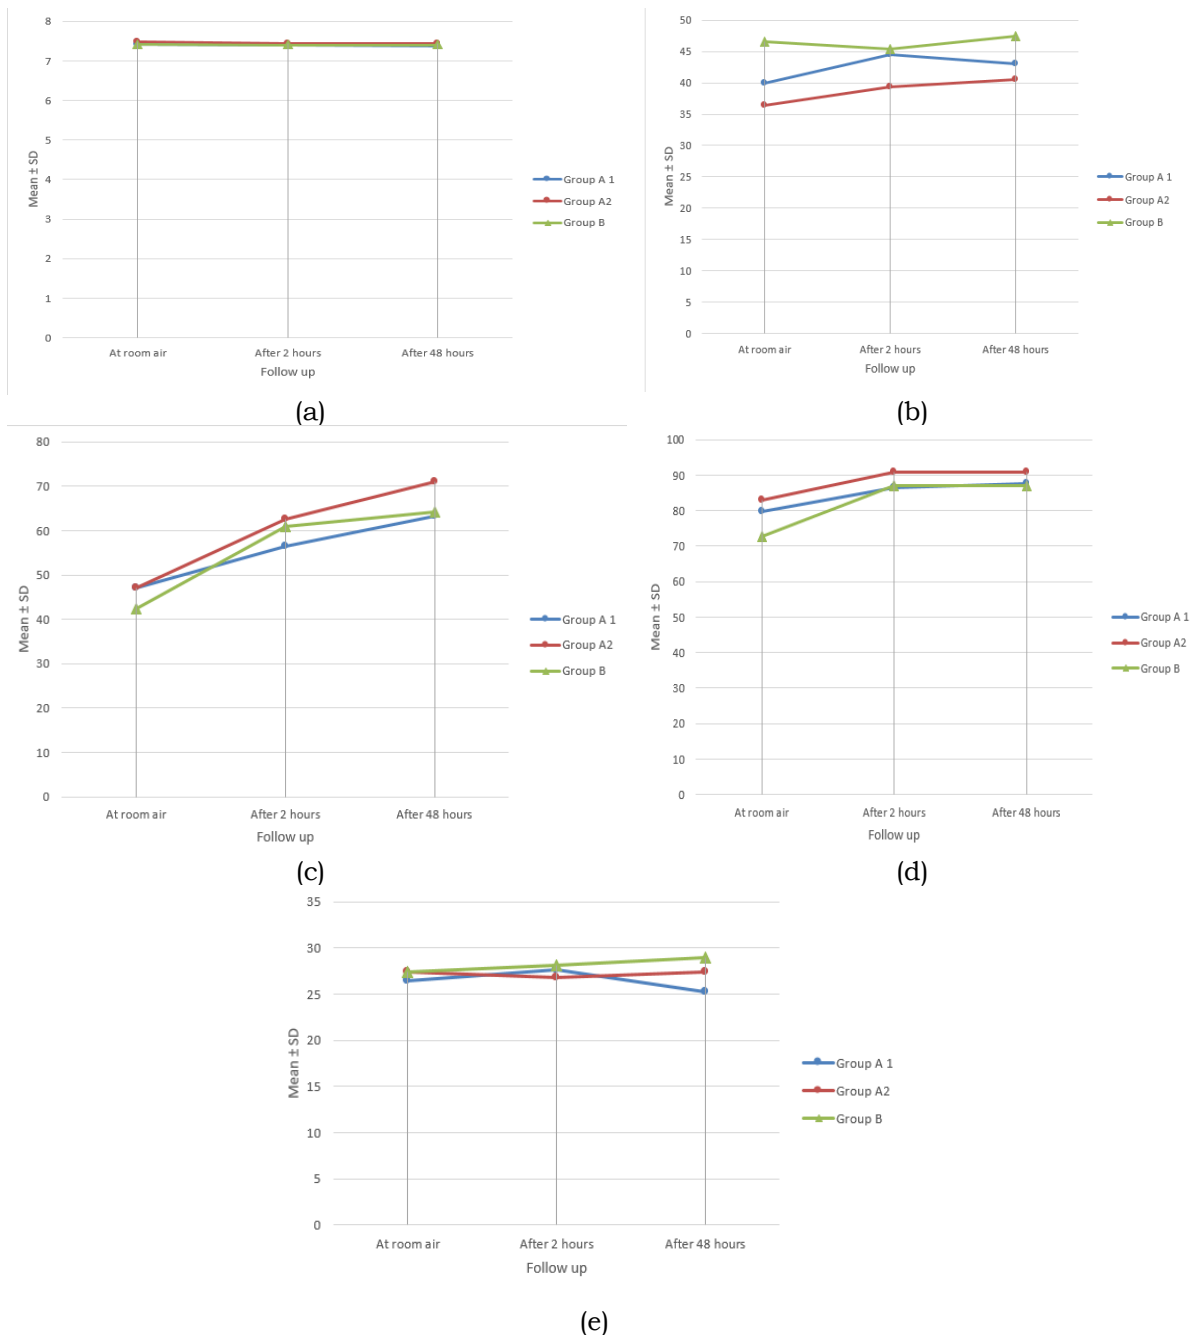 8
7
6
5
4
3
2
1
0
Mean ± SD
At room air After 2 hours After 48 hours
Follow up
Group A 1
Group A2
Group B
(a)
50
45
40
35
30
25
20
15
10
5
0
Mean ± SD
At room air After 2 hours After 48 hours
Follow up
Group A 1
Group A2
Group B
(b)
80
70
60
50
40
30
20
10
0
Mean ± SD
At room air After 2 hours After 48 hours
Follow up
Group A 1
Group A2
Group B
(c)
100
90
80
70
60
50
40
30
20
10
0
Mean ± SD
At room air After 2 hours After 48 hours
Follow up
Group A 1
Group A2
Group B
(d)
35
30
25
20
15
10
5
0
Mean ± SD
At room air After 2 hours After 48 hours
Follow up
Group A 1
Group A2
Group B
(e)